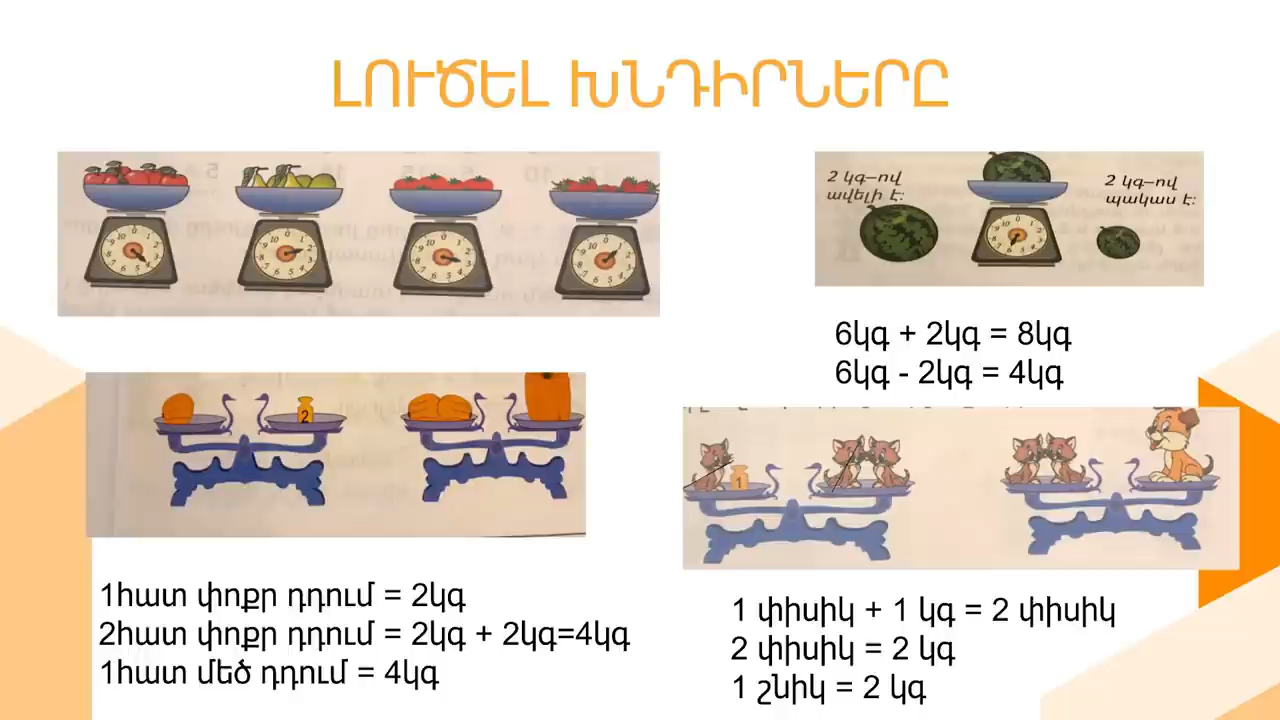 ԼՈՒԾԵԼ ԽՆԴԻՐՆԵՐԸ
2 կգ–ով
ավելի է:
2 կգ–ով
պակաս է:
6կգ + 2կգ = 8կգ
6կգ - 2կգ = 4կգ
2
1
1հատ փոքր դդում = 2կգ
2հատ փոքր դդում = 2կգ + 2կգ=4կգ
1հատ մեծ դդում = 4կգ
1 փիսիկ + 1 կգ = 2 փիսիկ
2 փիսիկ = 2 կգ
1 շնիկ = 2 կգ